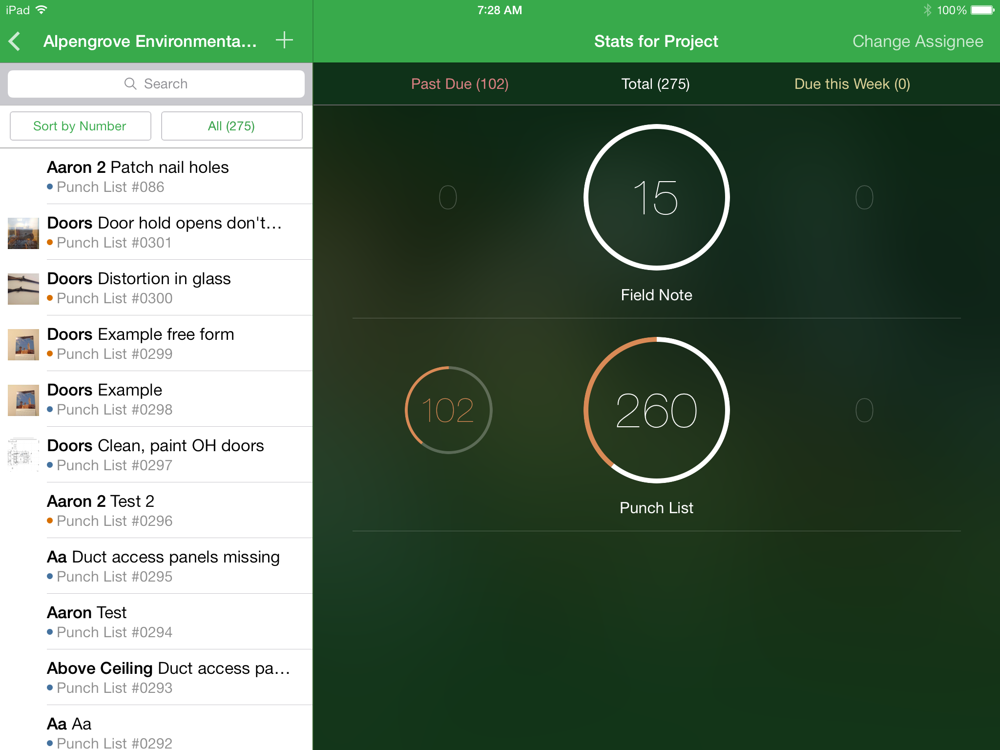 iPad
7:28 AM
100%
Alpengrove Environmenta...
Stats for Project
Change Assignee
Search
Sort by Number
All (275)
Aaron 2 Patch nail holes
Punch List #086
Doors Door hold opens don't...
Punch List #0301
Doors Distortion in glass
Punch List #0300
Doors Example free form
Punch List #0299
Doors Example
Punch List #0298
Doors Clean, paint OH doors
Punch List #0297
Aaron 2 Test 2
Punch List #0296
Aa Duct access panels missing
Punch List #0295
Aaron Test
Punch List #0294
Above Ceiling Duct access pa...
Punch List #0293
Aa Aa
Punch List #0292
Past Due (102)
Total (275)
Due this Week (0)
0
15
0
Field Note
102
260
0
Punch List